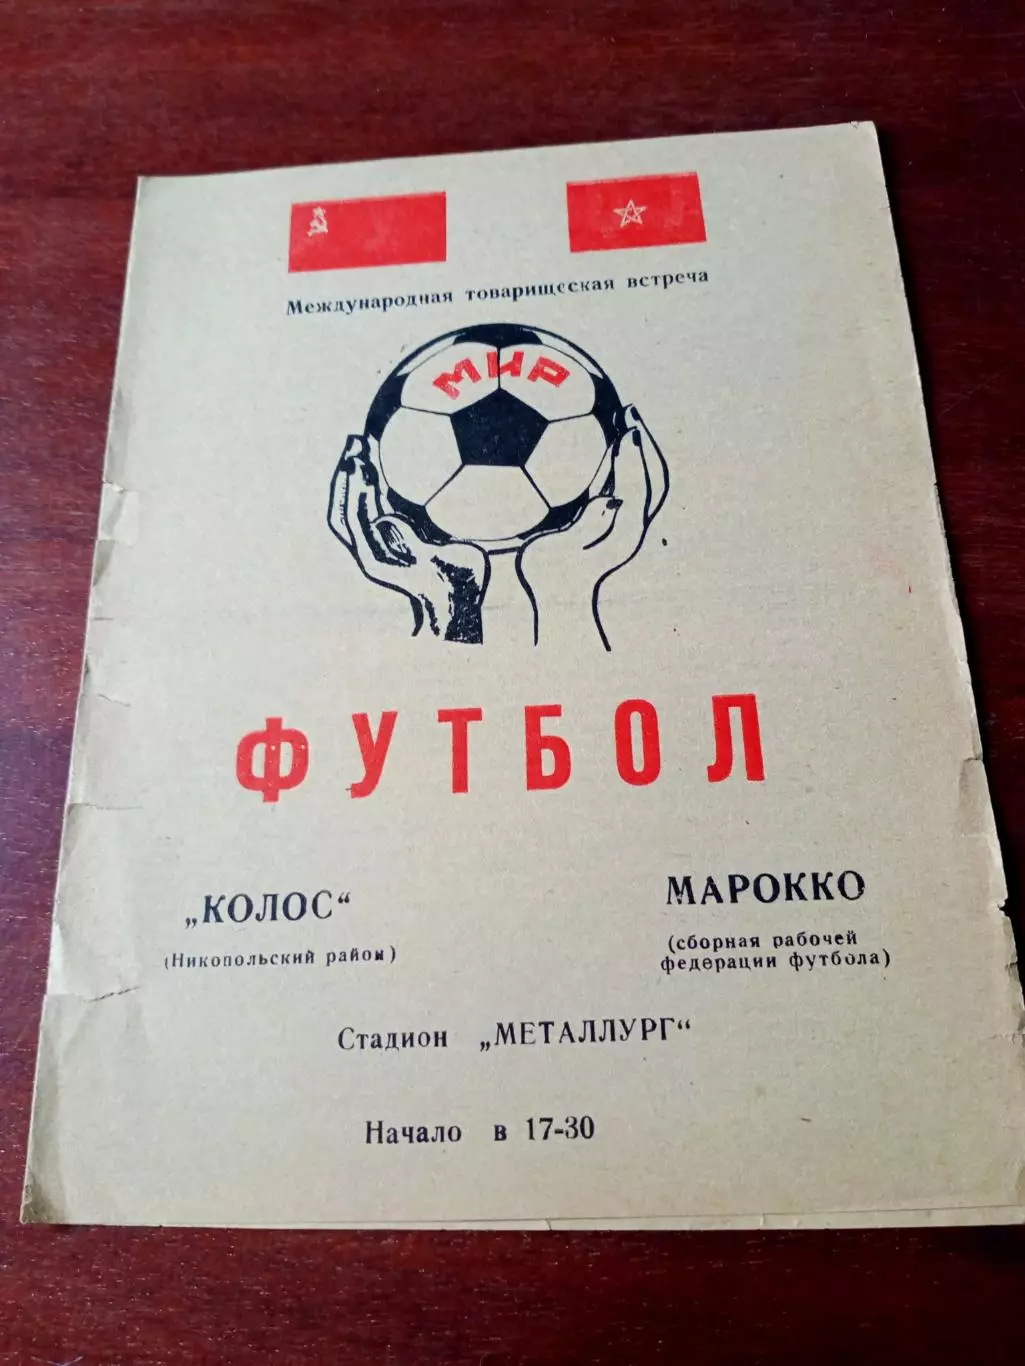 Международная товарищеская встреча
МИР
ФУТБОЛ
„КОЛОС“
(Никопольский район)
МАРОККО
(сборная рабочей
федерации футбола)
Стадион „МЕТАЛЛУРГ“
Начало в 17-30